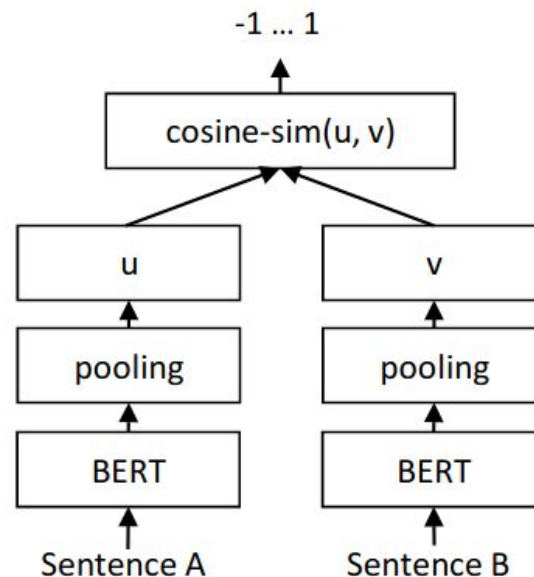 -1 ... 1
cosine-sim(u, v)
u v
pooling pooling
BERT BERT
Sentence A Sentence B